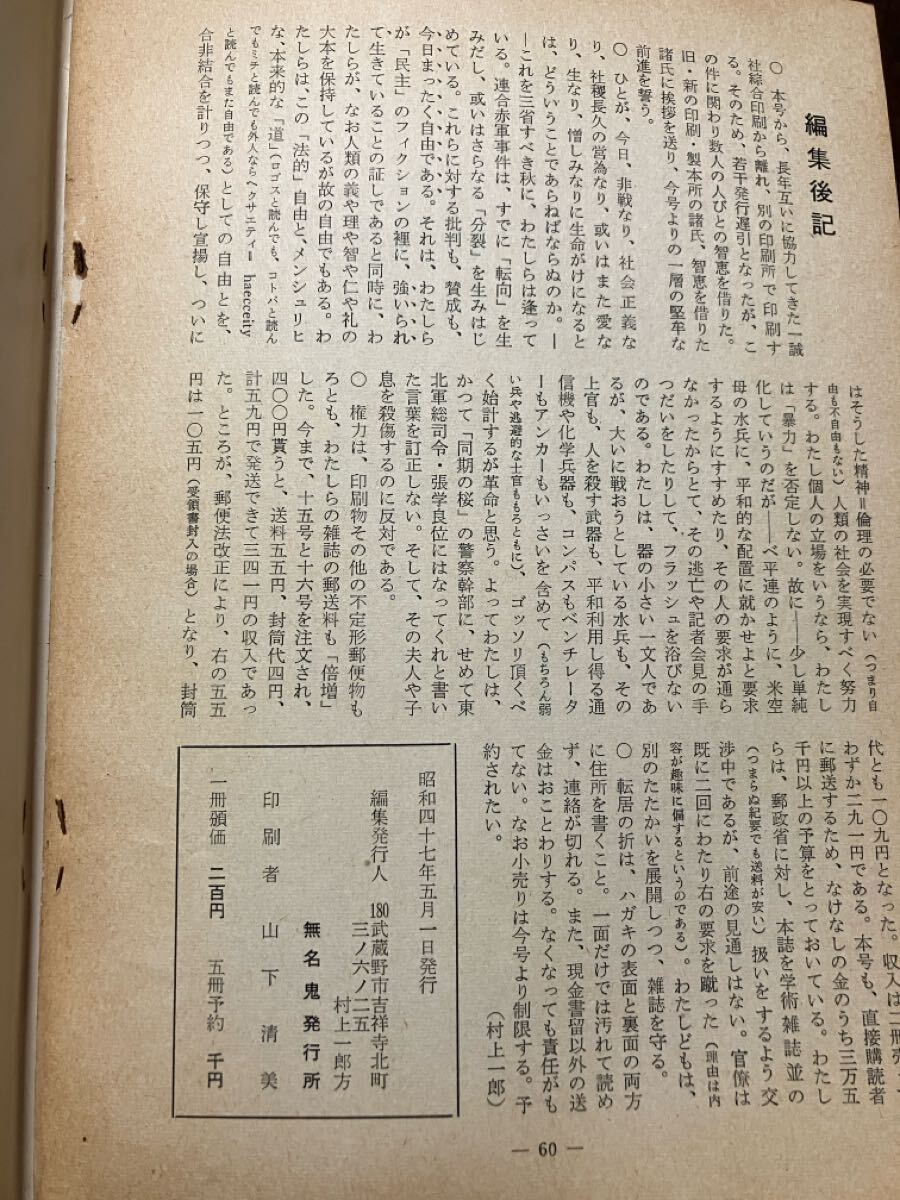 編集後記
○ 本号から、長年互いに協力してきた一誠
社綜合印刷から離れ、別の印刷所で印刷す
る。そのため、若干発行遅引となったが、こ
の件に関わり数人の人びとの智恵を借りた。
旧・新の印刷・製本所の諸氏、智恵を借りた
諸氏に挨拶を送り、今号よりの一層の堅牢な
前進を誓う。
○ ひとが、今日、非戦なり、社会正義な
り、社稷長久の営為なり、或いはまた愛な
り、生なり、憎しみなりに生命がけになると
は、どういうことであらねばならぬのか。―
―これを三省すべき秋に、わたしらは逢って
いる。連合赤軍事件は、すでに「転向」を生
みだし、或いはさらなる「分裂」を生みはじ
めている。これらに対する批判も、賛成も、
今日まったく自由である。それは、わたしら
が「民主」のフィクションの裡に、強いられ
て生きていることの証しであると同時に、わ
たしらが、なお人類の義や理や智や仁や礼の
大本を保持しているが故の自由でもある。わ
たしらは、この「法的」自由と、メンシュリヒ
な、本来的な「道」(ロゴスと読んでも、コトバと読ん
でもミチと読んでも外人ならヘクサエティ＝haecceity
と読んでもまた自由である)としての自由とを、
合非結合を計りつつ、保守し宣揚し、ついに
はそうした精神＝倫理の必要でない(つまり自
由も不自由もない)人類の社会を実現すべく努力
する。わたし個人の立場をいうなら、わたし
は「暴力」を否定しない。故に――少し単純
化していうのだが――ベ平連のように、米空
母の水兵に、平和的な配置に就かせよと要求
するようにすすめたり、その人の要求が通ら
なかったからとて、その逃亡や記者会見の手
つだいをしたりして、フラッシュを浴びない
のである。わたしは、器の小さい一文人であ
るが、大いに戦おうとしている水兵も、その
上官も、人を殺す武器も、平和利用し得る通
信機や化学兵器も、コンパスもベンチレータ
ーもアンカーもいっさいを含めて(もちろん弱
い兵や逃避的な士官ももろともに)、ゴッソリ頂くべ
く始計するが革命と思う。よってわたしは、
かつて「同期の桜」の警察幹部に、せめて東
北軍総司令・張学良位にはなってくれと書い
た言葉を訂正しない。そして、その夫人や子
息を殺傷するのに反対である。
○ 権力は、印刷物その他の不定形郵便物も
ろとも、わたしらの雑誌の郵送料も「倍増」
した。今まで、十五号と十六号を注文され、
四〇〇円貰うと、送料五五円、封筒代四円、
計五九円で発送できて三四一円の収入であっ
た。ところが、郵便法改正により、右の五五
円は一〇五円(受領書封入の場合)となり、封筒
代とも一〇九円となった。収入は二冊
わずか二九一円である。本号も、直接購読者
に郵送するため、なけなしの金のうち三万五
千円以上の予算をとっておいている。わたし
らは、郵政省に対し、本誌を学術雑誌並の
(つまらぬ紀要でも送料が安い)扱いをするよう交
渉中であるが、前途の見通しはない。官僚は
既に二回にわたり右の要求を蹴った(理由は内
容が趣味に偏するというのである)。わたしどもは、
別のたたかいを展開しつつ、雑誌を守る。
○ 転居の折は、ハガキの表面と裏面の両方
に住所を書くこと。一面だけでは汚れて読め
ず、連絡が切れる。また、現金書留以外の送
金はおことわりする。なくなっても責任がも
てない。なお小売りは今号より制限する。予
約されたい。
(村上一郎)
昭和四十七年五月一日発行
編集発行人 180武蔵野市吉祥寺北町
三ノ六ノ二五
村上一郎方
無名鬼発行所
印刷者 山下清美
一冊頒価 二百円 五冊予約 千円
― 60 ―